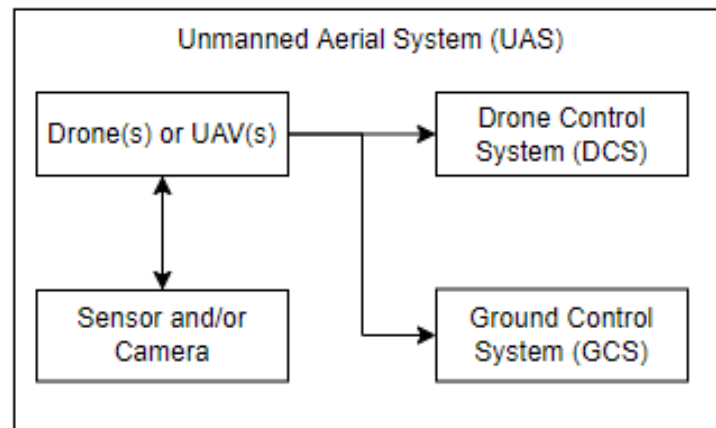 Unmanned Aerial System (UAS)
Drone(s) or UAV(s)
Drone Control
System (DCS)
Sensor and/or
Camera
Ground Control
System (GCS)